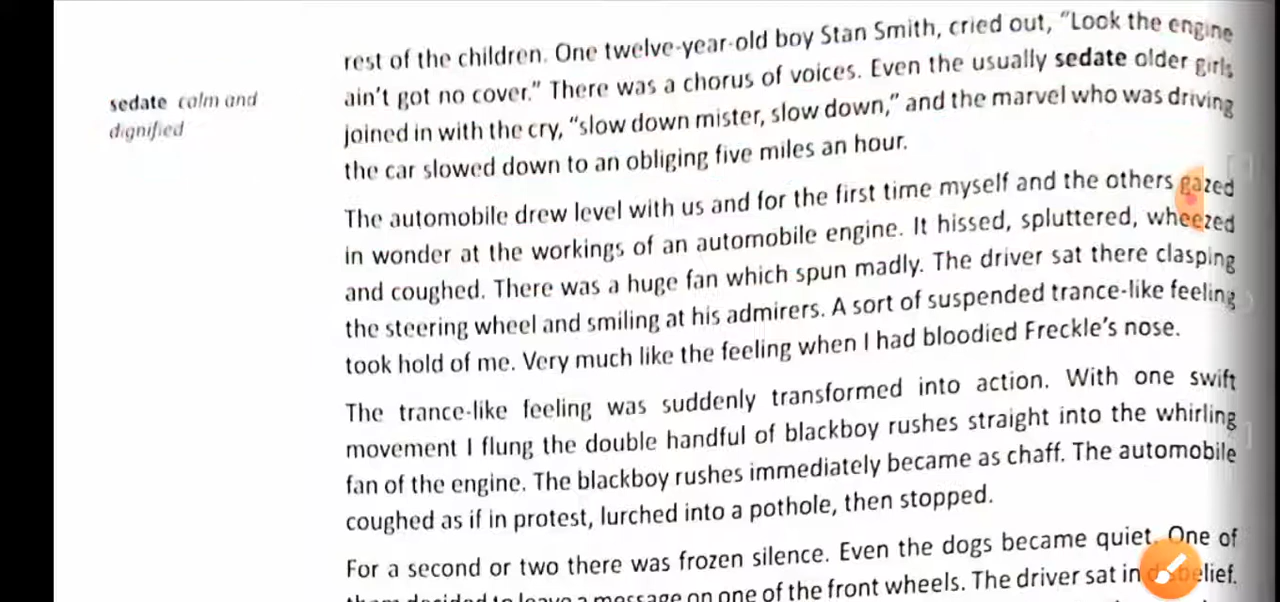 rest of the children. One twelve-year-old boy Stan Smith, cried out, “Look the engine
sedate calm and dignified
ain’t got no cover.” There was a chorus of voices. Even the usually sedate older girls
joined in with the cry, “slow down mister, slow down,” and the marvel who was driving
the car slowed down to an obliging five miles an hour.
The automobile drew level with us and for the first time myself and the others gazed
in wonder at the workings of an automobile engine. It hissed, spluttered, wheezed
and coughed. There was a huge fan which spun madly. The driver sat there clasping
the steering wheel and smiling at his admirers. A sort of suspended trance-like feeling
took hold of me. Very much like the feeling when I had bloodied Freckle’s nose.
The trance-like feeling was suddenly transformed into action. With one swift
movement I flung the double handful of blackboy rushes straight into the whirling
fan of the engine. The blackboy rushes immediately became as chaff. The automobile
coughed as if in protest, lurched into a pothole, then stopped.
For a second or two there was frozen silence. Even the dogs became quiet. One of
them decided to leave a message on one of the front wheels. The driver sat in disbelief.